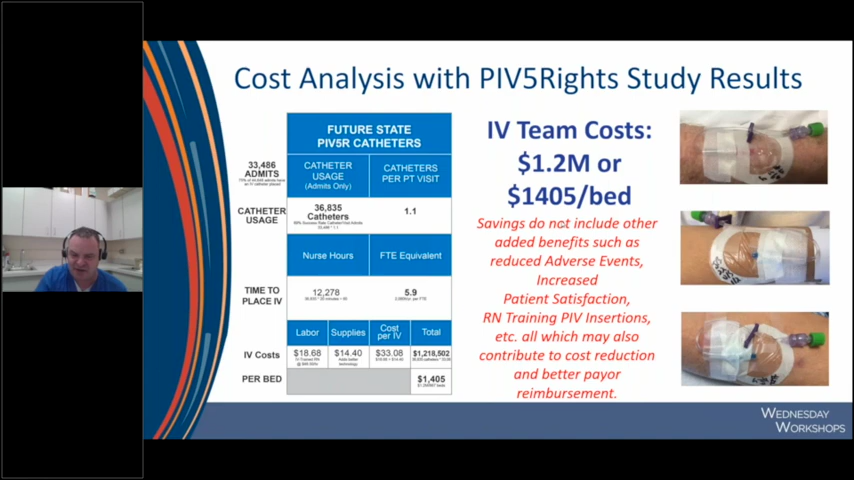 Cost Analysis with PIV5Rights Study Results
FUTURE STATE
PIV5R CATHETERS
33,486
ADMITS
CATHETER
USAGE
(Admits Only)
CATHETERS
PER PT VISIT
CATHETER
USAGE
36,835
Catheters
1.1
Nurse Hours
FTE Equivalent
TIME TO
PLACE IV
12,278
5.9
Labor
Supplies
Cost
per IV
Total
IV Costs
$18.68
$14.40
$33.08
$1,218,502
PER BED
$1,405
IV Team Costs:
$1.2M or
$1405/bed
Savings do not include other
added benefits such as
reduced Adverse Events,
Increased
Patient Satisfaction,
RN Training PIV Insertions,
etc. all which may also
contribute to cost reduction
and better payor
reimbursement.
WEDNESDAY
WORKSHOPS